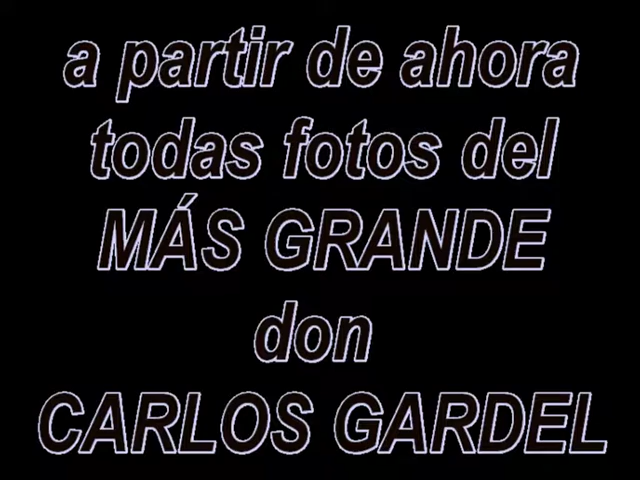 a partir de ahora
todas fotos del
MÁS GRANDE
don
CARLOS GARDEL